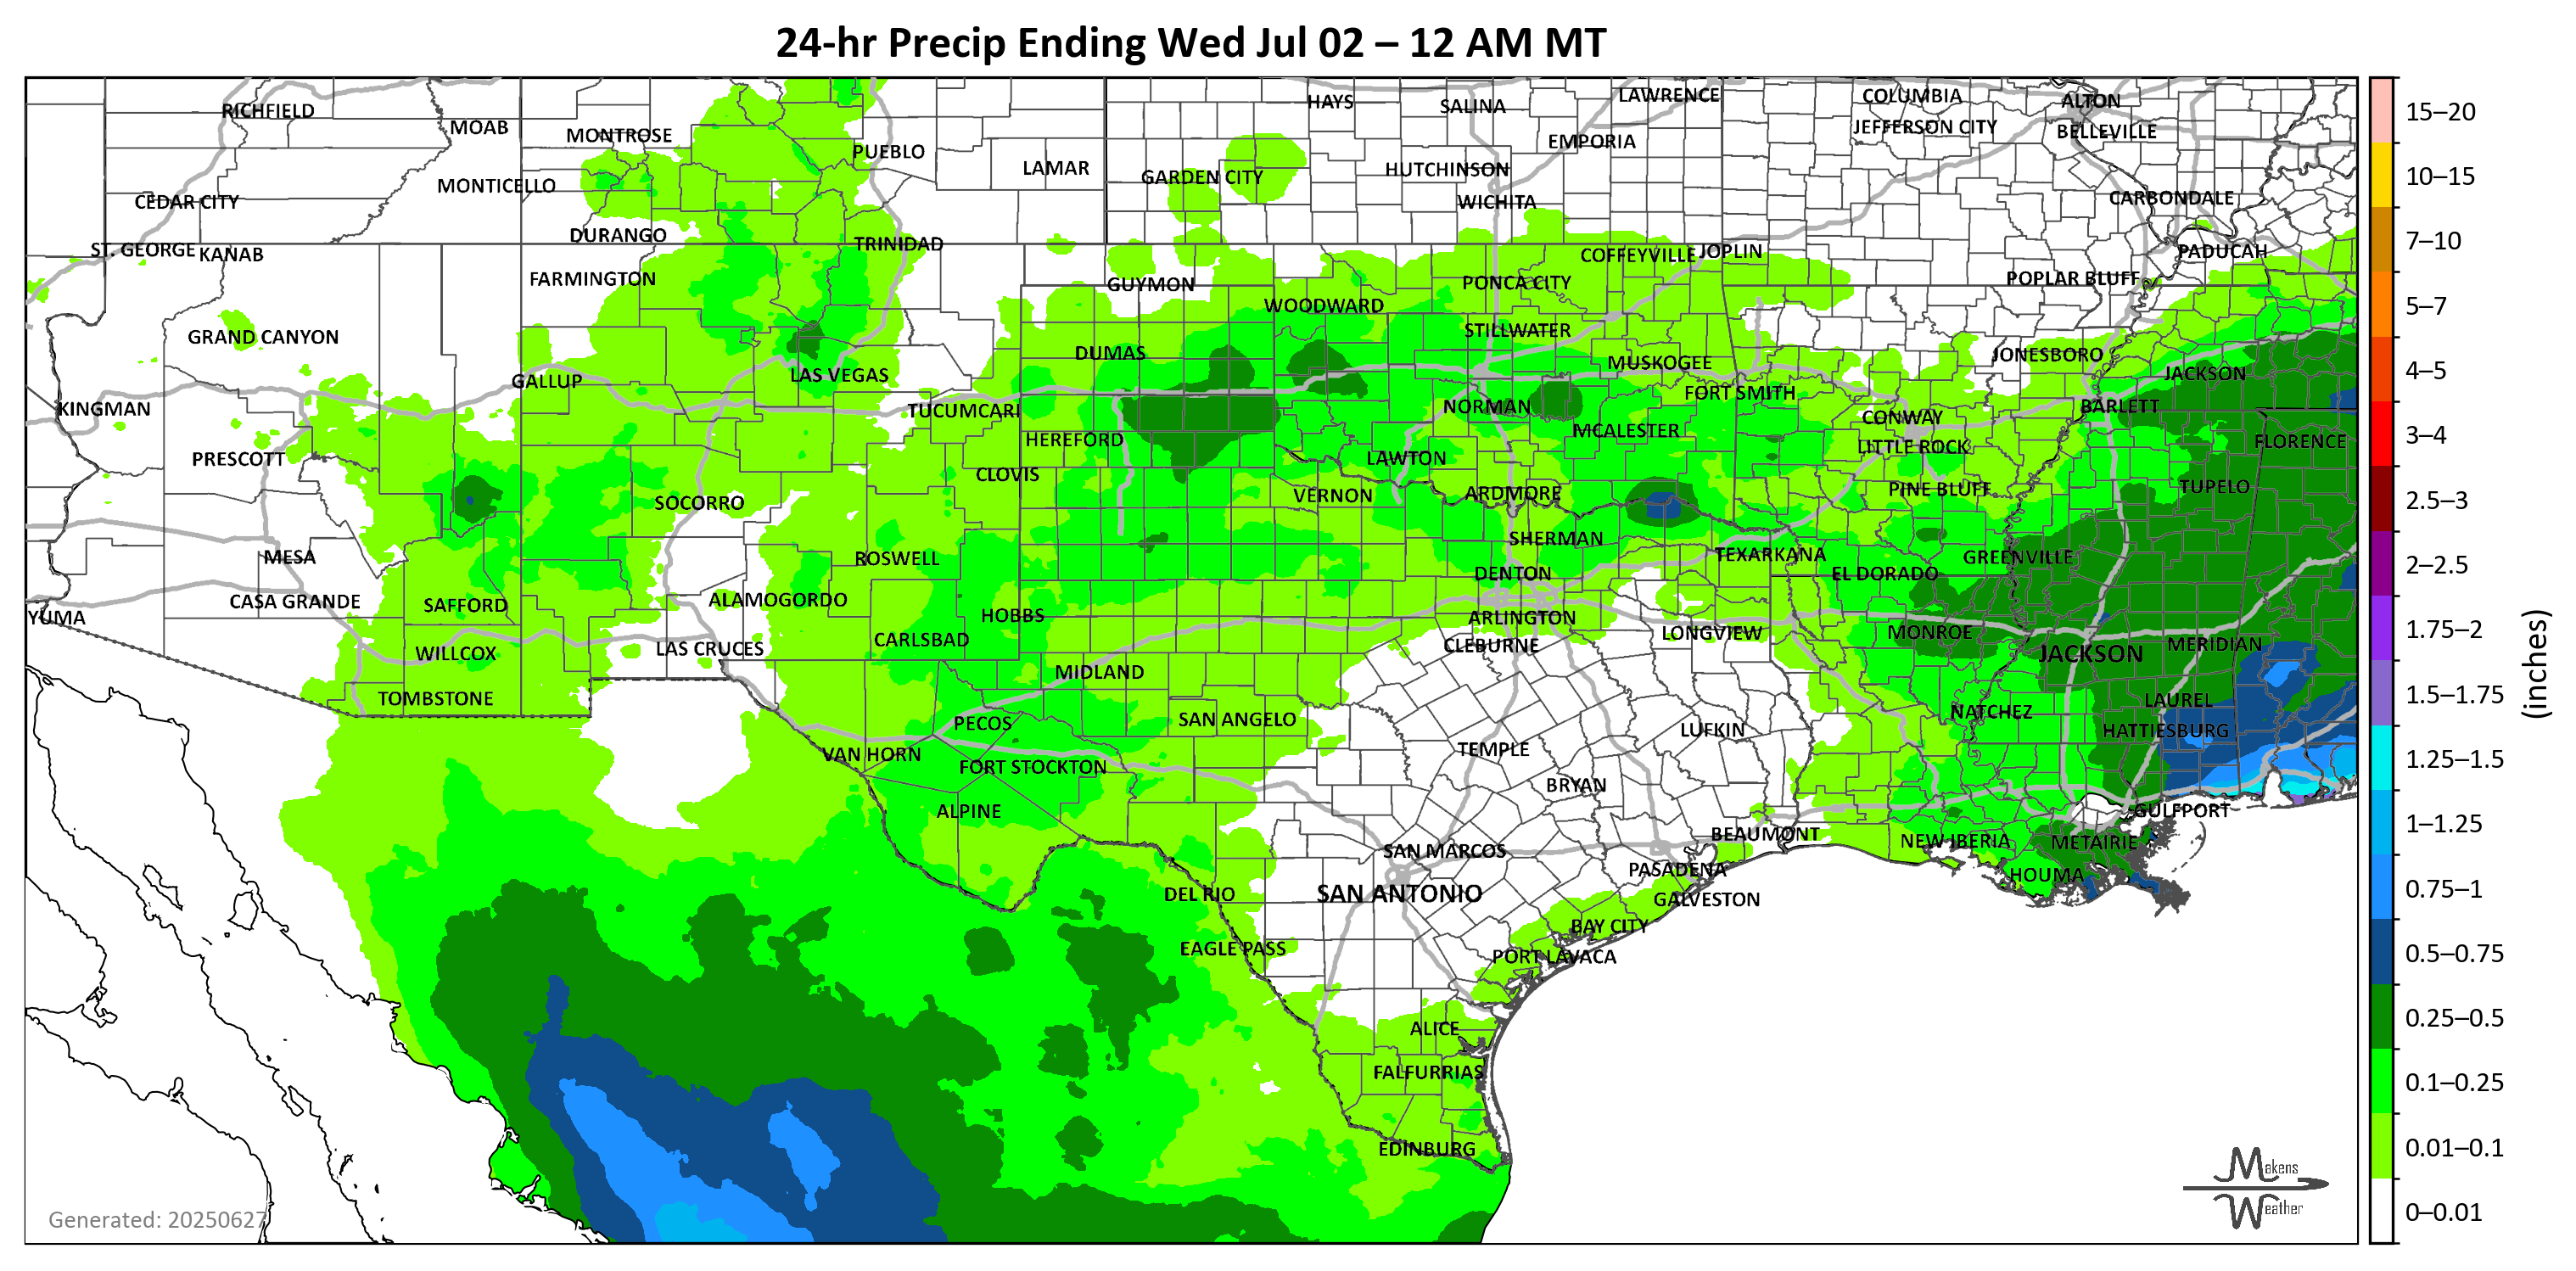 24-hr Precip Ending Wed Jul 02 – 12 AM MT
RICHFIELD
MOAB
MONTROSE
PUEBLO
LAMAR
HAYS
SALINA
LAWRENCE
COLUMBIA
ALTON
JEFFERSON CITY
BELLEVILLE
EMPORIA
HUTCHINSON
GARDEN CITY
MONTICELLO
CEDAR CITY
WICHITA
CARBONDALE
DURANGO
TRINIDAD
ST. GEORGE
KANAB
COFFEYVILLE
JOPLIN
PADUCAH
FARMINGTON
GUYMON
PONCA CITY
POPLAR BLUFF
WOODWARD
GRAND CANYON
STILLWATER
DUMAS
JONESBORO
MUSKOGEE
GALLUP
LAS VEGAS
JACKSON
FORT SMITH
KINGMAN
TUCUMCARI
NORMAN
BARLETT
CONWAY
HEREFORD
MCALESTER
FLORENCE
LITTLE ROCK
PRESCOTT
CLOVIS
LAWTON
SOCORRO
VERNON
ARDMORE
PINE BLUFF
TUPELO
MESA
ROSWELL
SHERMAN
TEXARKANA
GREENVILLE
DENTON
EL DORADO
CASA GRANDE
SAFFORD
ALAMOGORDO
HOBBS
YUMA
ARLINGTON
CARLSBAD
LONGVIEW
MONROE
WILLCOX
LAS CRUCES
CLEBURNE
JACKSON
MERIDIAN
MIDLAND
TOMBSTONE
LAUREL
PECOS
SAN ANGELO
NATCHEZ
LUFKIN
HATTIESBURG
VAN HORN
FORT STOCKTON
TEMPLE
BRYAN
ALPINE
GULFPORT
BEAUMONT
NEW IBERIA
METAIRIE
SAN MARCOS
PASADENA
HOUMA
DEL RIO
SAN ANTONIO
GALVESTON
BAY CITY
EAGLE PASS
PORT LAVACA
ALICE
FALFURRIAS
EDINBURG
Generated: 20250627
Makens
Weather
15–20
10–15
7–10
5–7
4–5
3–4
2.5–3
2–2.5
1.75–2
1.5–1.75
1.25–1.5
1–1.25
0.75–1
0.5–0.75
0.25–0.5
0.1–0.25
0.01–0.1
0–0.01
(inches)